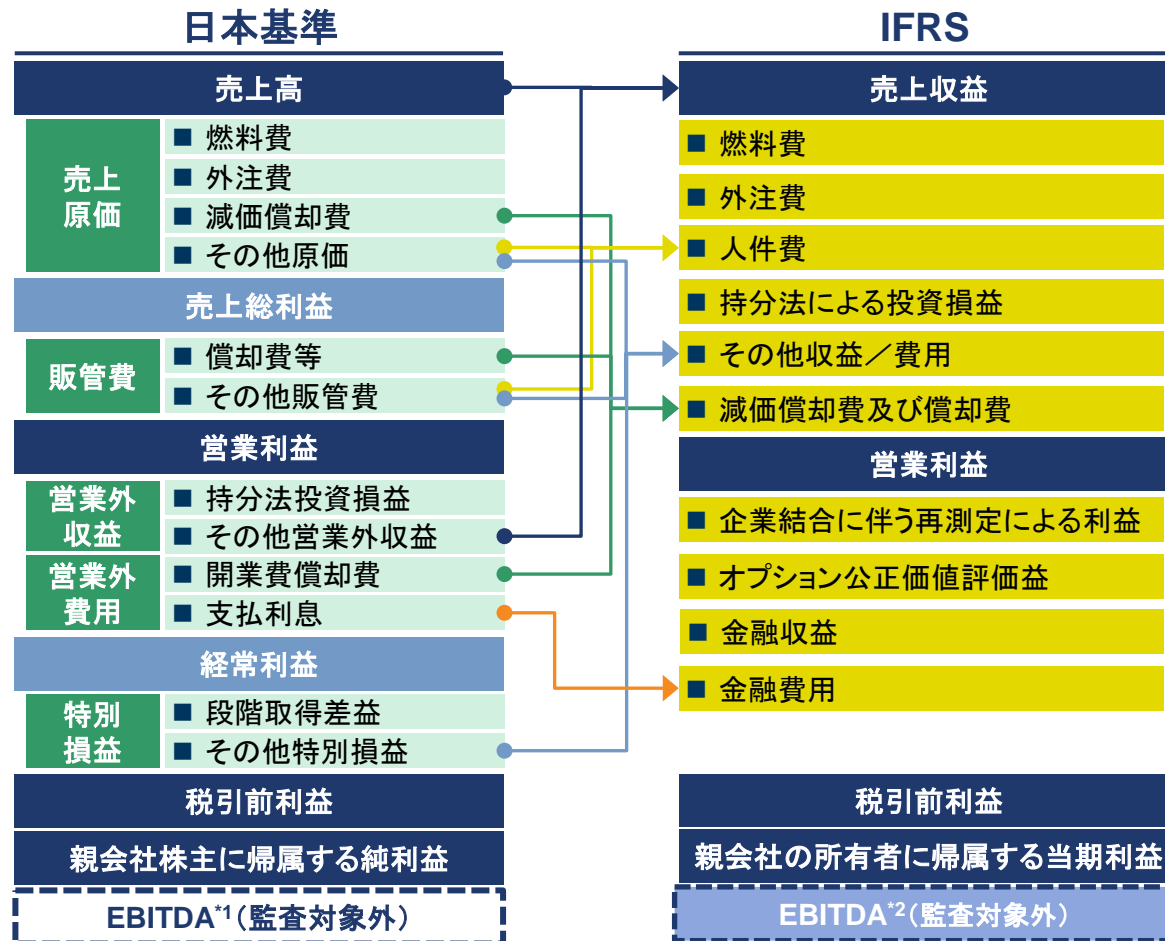 日本基準
IFRS
売上高
売上収益
売上
原価
■ 燃料費
■ 外注費
■ 減価償却費
■ その他原価
売上総利益
販管費
■ 償却費等
■ その他販管費
営業利益
営業外
収益
■ 持分法投資損益
■ その他営業外収益
営業外
費用
■ 開業費償却費
■ 支払利息
経常利益
特別
損益
■ 段階取得差益
■ その他特別損益
税引前利益
親会社株主に帰属する純利益
EBITDA*1(監査対象外)
■ 燃料費
■ 外注費
■ 人件費
■ 持分法による投資損益
■ その他収益/費用
■ 減価償却費及び償却費
営業利益
■ 企業結合に伴う再測定による利益
■ オプション公正価値評価益
■ 金融収益
■ 金融費用
税引前利益
親会社の所有者に帰属する当期利益
EBITDA*2(監査対象外)